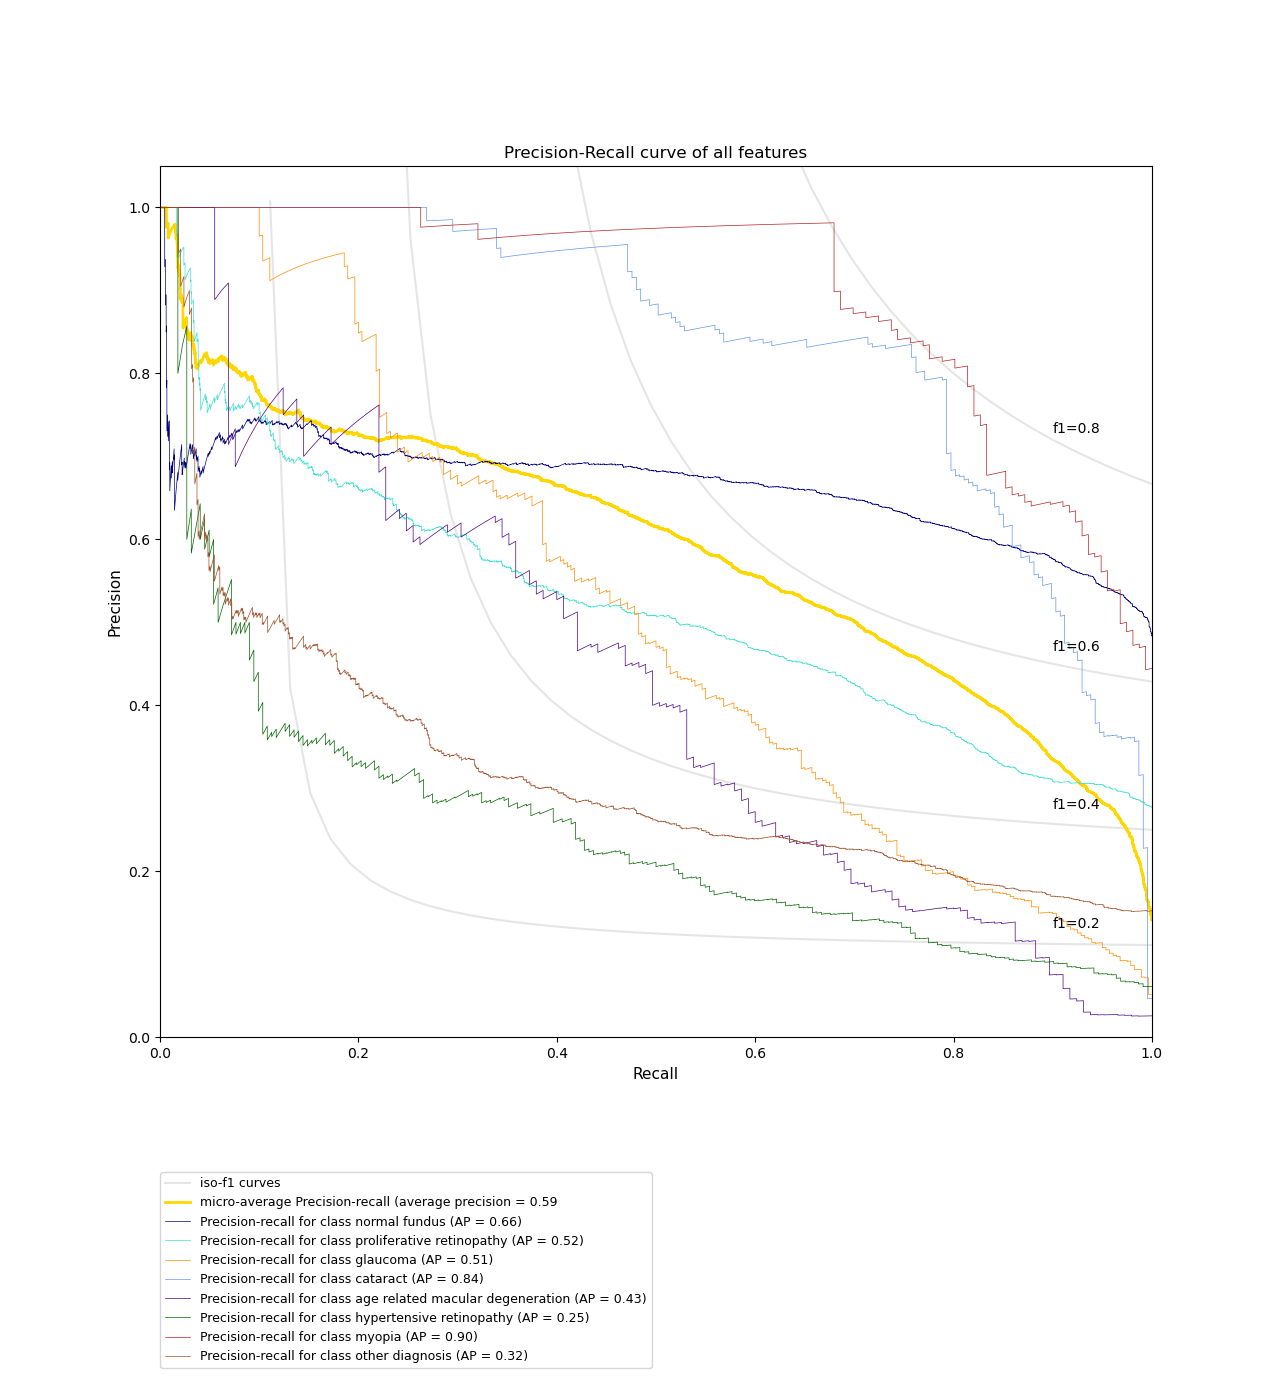 Precision-Recall curve of all features
1.0
0.8
0.6
0.4
0.2
0.0
Precision
f1=0.8
f1=0.6
f1=0.4
f1=0.2
0.0 0.2 0.4 0.6 0.8 1.0
Recall
iso-f1 curves
micro-average Precision-recall (average precision = 0.59
Precision-recall for class normal fundus (AP = 0.66)
Precision-recall for class proliferative retinopathy (AP = 0.52)
Precision-recall for class glaucoma (AP = 0.51)
Precision-recall for class cataract (AP = 0.84)
Precision-recall for class age related macular degeneration (AP = 0.43)
Precision-recall for class hypertensive retinopathy (AP = 0.25)
Precision-recall for class myopia (AP = 0.90)
Precision-recall for class other diagnosis (AP = 0.32)